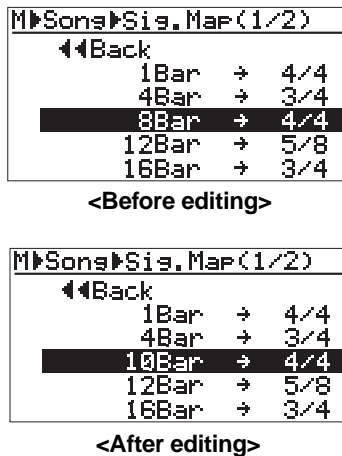 M▶Song▶Sig.Map(1/2)
◀◀Back
1Bar → 4/4
4Bar → 3/4
8Bar → 4/4
12Bar → 5/8
16Bar → 3/4
<Before editing>
M▶Song▶Sig.Map(1/2)
◀◀Back
1Bar → 4/4
4Bar → 3/4
10Bar → 4/4
12Bar → 5/8
16Bar → 3/4
<After editing>